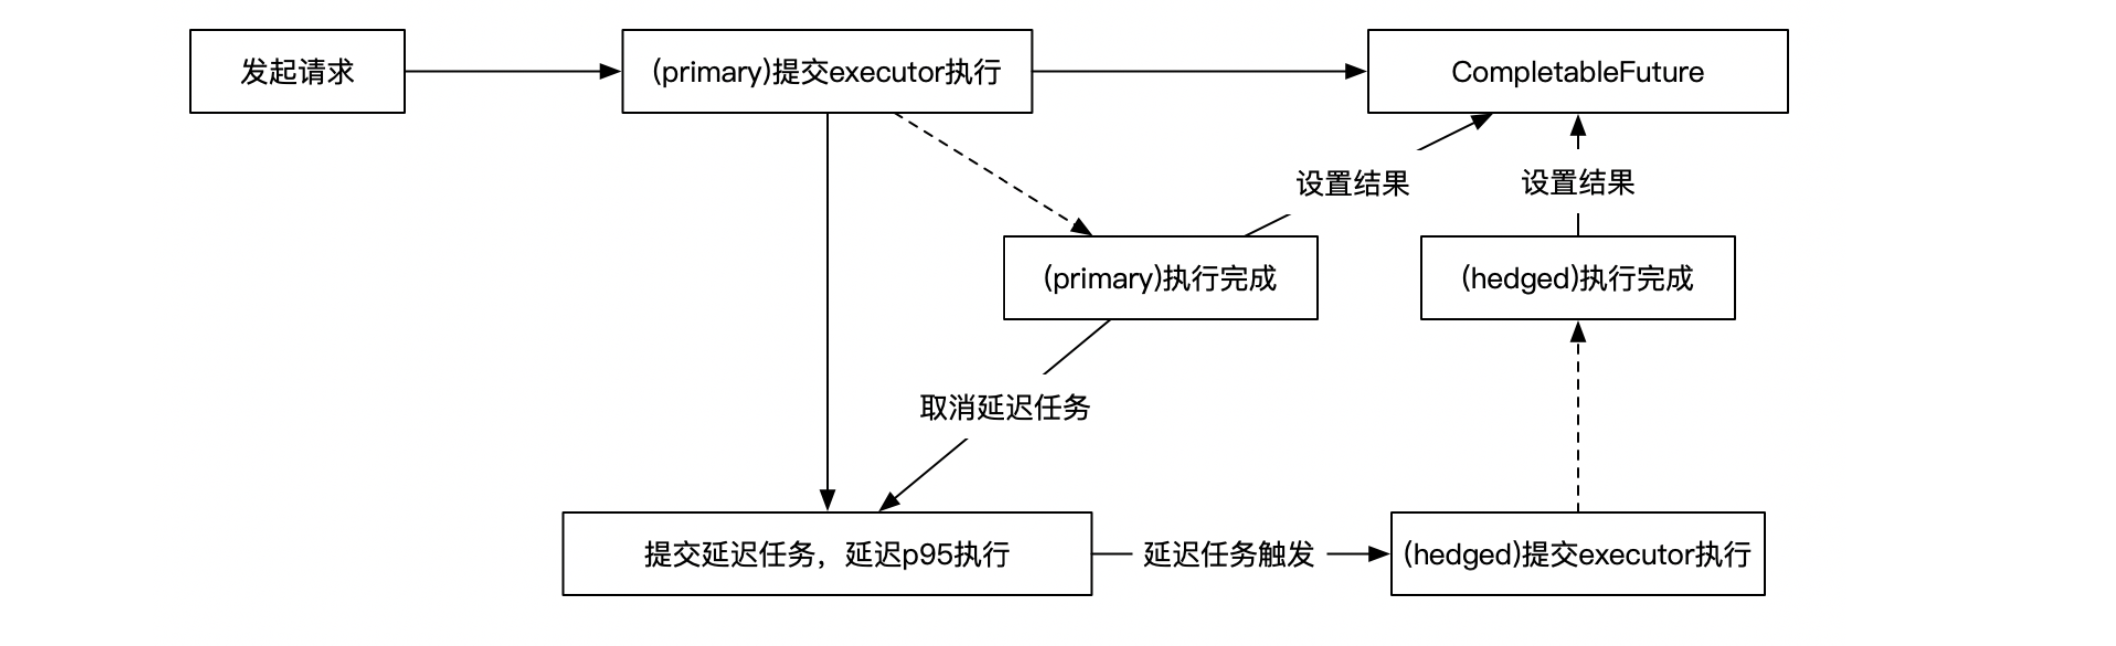 发起请求
(primary)提交executor执行
CompletableFuture
设置结果
设置结果
(primary)执行完成
(hedged)执行完成
取消延迟任务
提交延迟任务，延迟p95执行
延迟任务触发
(hedged)提交executor执行